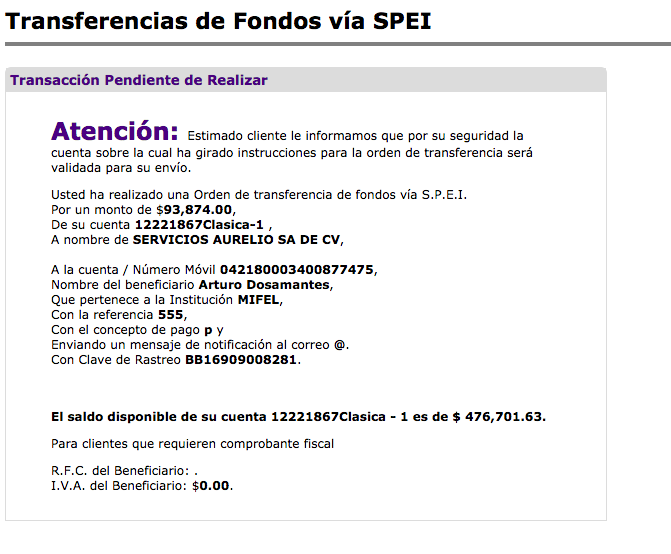 Transferencias de Fondos vía SPEI
Transacción Pendiente de Realizar
Atención: Estimado cliente le informamos que por su seguridad la
cuenta sobre la cual ha girado instrucciones para la orden de transferencia será
validada para su envío.
Usted ha realizado una Orden de transferencia de fondos vía S.P.E.I.
Por un monto de $93,874.00,
De su cuenta 12221867Clasica-1 ,
A nombre de SERVICIOS AURELIO SA DE CV,
A la cuenta / Número Móvil 042180003400877475,
Nombre del beneficiario Arturo Dosamantes,
Que pertenece a la Institución MIFEL,
Con la referencia 555,
Con el concepto de pago p y
Enviando un mensaje de notificación al correo @.
Con Clave de Rastreo BB16909008281.
El saldo disponible de su cuenta 12221867Clasica - 1 es de $ 476,701.63.
Para clientes que requieren comprobante fiscal
R.F.C. del Beneficiario: .
I.V.A. del Beneficiario: $0.00.